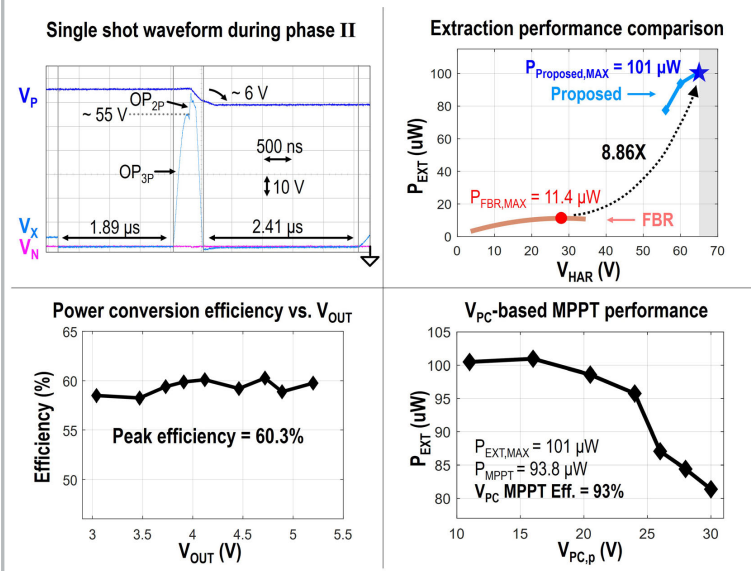 Single shot waveform during phase II
V_P
OP_2P
~ 6 V
~ 55 V
500 ns
OP_3P
10 V
V_X
1.89 µs
2.41 µs
V_N
Extraction performance comparison
P_EXT (uW)
100
80
60
40
20
0
P_Proposed,MAX = 101 µW
Proposed
8.86X
P_FBR,MAX = 11.4 µW
FBR
0 10 20 30 40 50 60 70
V_HAR (V)
Power conversion efficiency vs. V_OUT
Efficiency (%)
65
60
55
50
Peak efficiency = 60.3%
3 3.5 4 4.5 5 5.5
V_OUT (V)
V_PC-based MPPT performance
P_EXT (uW)
105
100
95
90
85
80
P_EXT,MAX = 101 µW
P_MPPT = 93.8 µW
V_PC MPPT Eff. = 93%
10 15 20 25 30
V_PC,p (V)